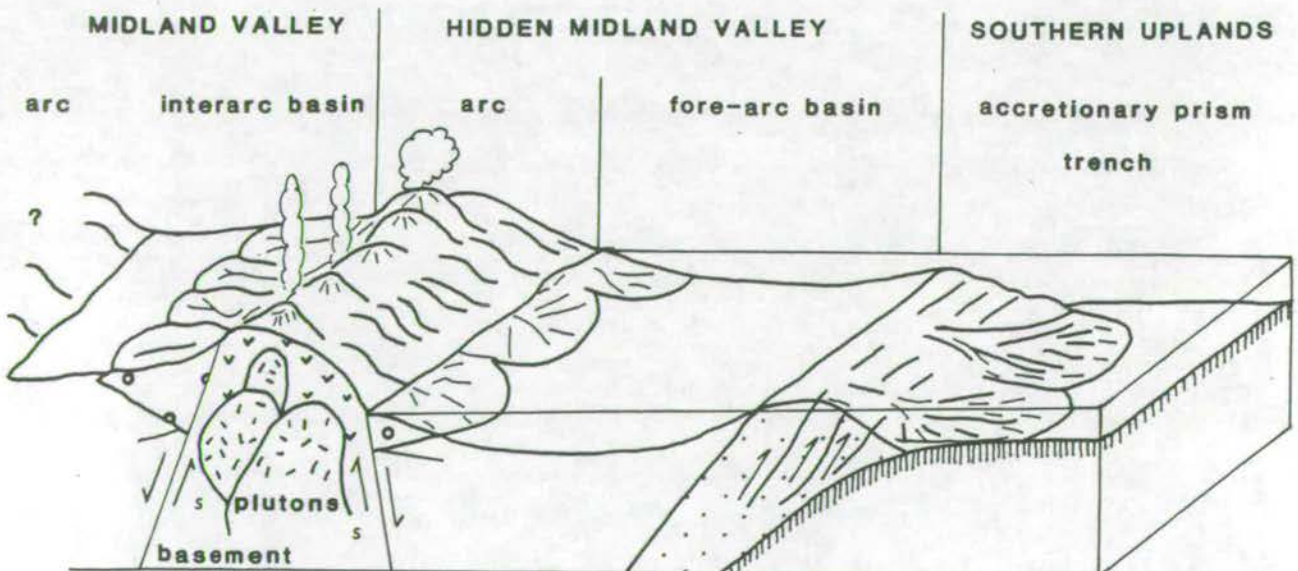 MIDLAND VALLEY HIDDEN MIDLAND VALLEY SOUTHERN UPLANDS
arc interarc basin arc fore-arc basin accretionary prism
trench
?
s plutons
s
basement